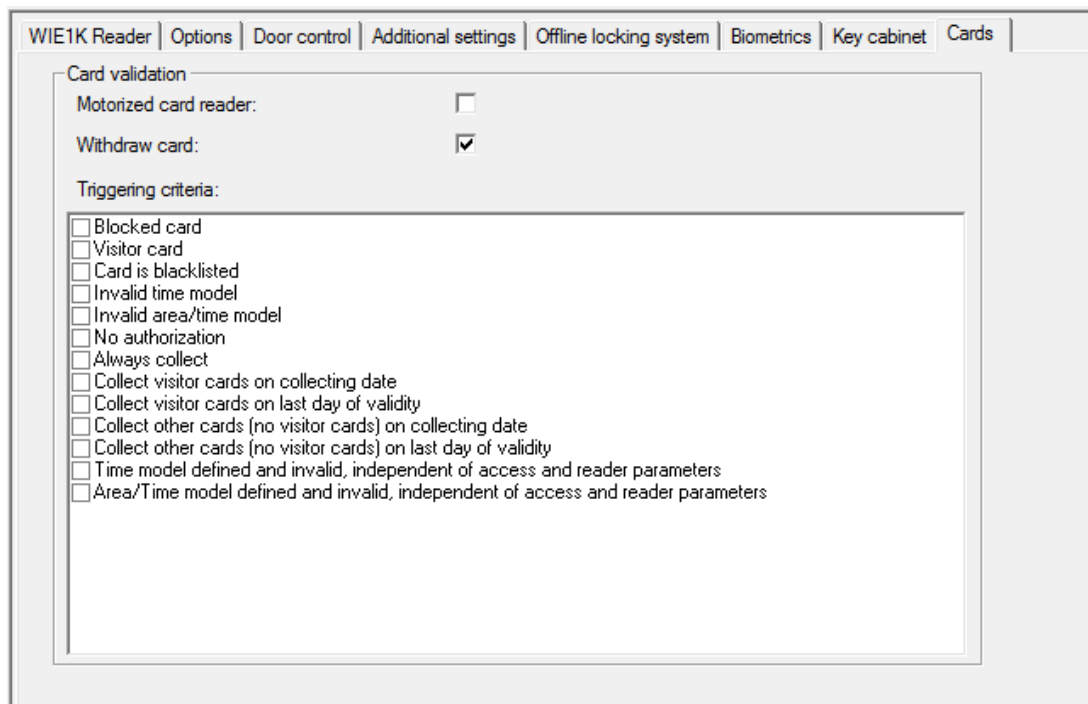 WIE1K Reader Options Door control Additional settings Offline locking system Biometrics Key cabinet Cards
Card validation
Motorized card reader:
Withdraw card:
Triggering criteria:
Blocked card
Visitor card
Card is blacklisted
Invalid time model
Invalid area/time model
No authorization
Always collect
Collect visitor cards on collecting date
Collect visitor cards on last day of validity
Collect other cards (no visitor cards) on collecting date
Collect other cards (no visitor cards) on last day of validity
Time model defined and invalid, independent of access and reader parameters
Area/Time model defined and invalid, independent of access and reader parameters